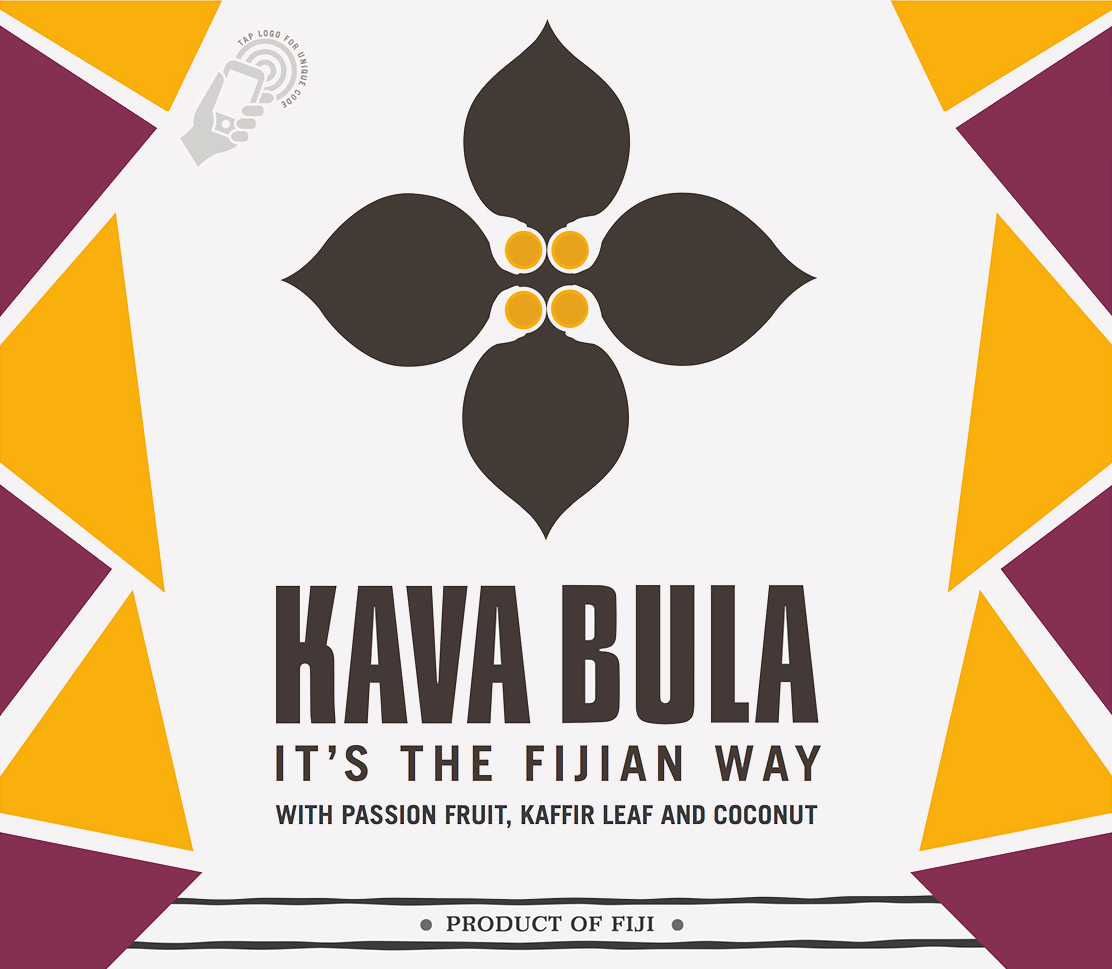 TAP LOGO FOR UNIQUE CODE
KAVA BULA
IT'S THE FIJIAN WAY
WITH PASSION FRUIT, KAFFIR LEAF AND COCONUT
PRODUCT OF FIJI